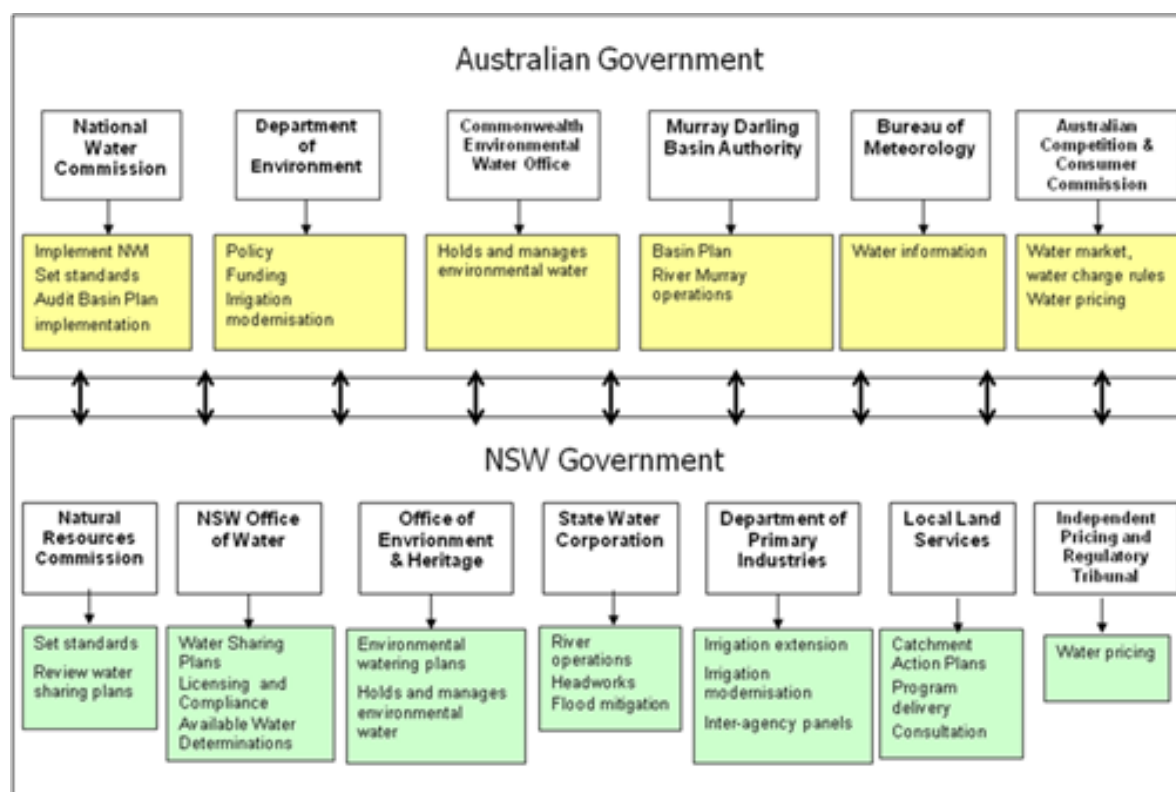 Australian Government
National
Water
Commission
Department
of
Environment
Commonwealth
Environmental
Water Office
Murray Darling
Basin Authority
Bureau of
Meteorology
Australian
Competition &
Consumer
Commission
Implement NWI
Set standards
Audit Basin Plan
implementation
Policy
Funding
Irrigation
modernisation
Holds and manages
environmental water
Basin Plan
River Murray
operations
Water information
Water market,
water charge rules
Water pricing
NSW Government
Natural
Resources
Commission
NSW Office
of Water
Office of
Envrionment
& Heritage
State Water
Corporation
Department of
Primary
Industries
Local Land
Services
Independent
Pricing and
Regulatory
Tribunal
Set standards
Review water
sharing plans
Water Sharing
Plans
Licensing and
Compliance
Available Water
Determinations
Environmental
watering plans
Holds and manages
environmental
water
River
operations
Headworks
Flood mitigation
Irrigation extension
Irrigation
modernisation
Inter-agency panels
Catchment
Action Plans
Program
delivery
Consultation
Water pricing